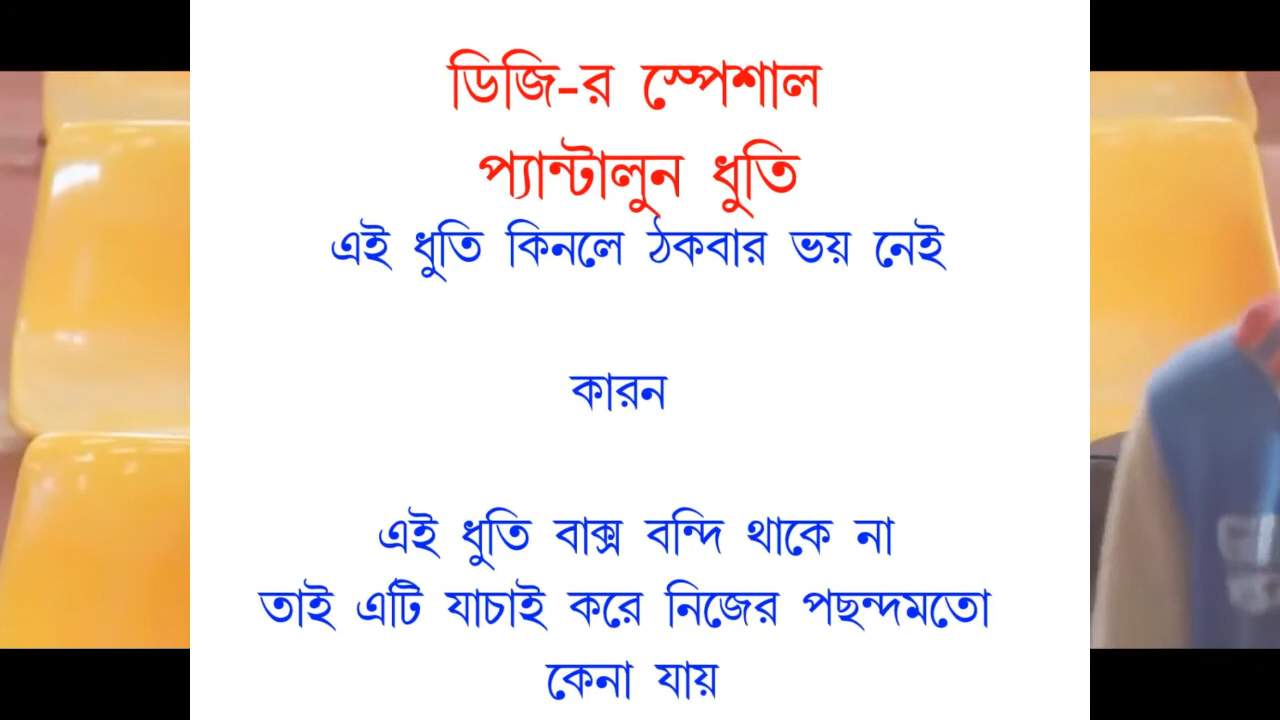 ডিজি-র স্পেশাল
প্যান্টালুন ধুতি
এই ধুতি কিনলে ঠকবার ভয় নেই
কারন
এই ধুতি বাক্স বন্দি থাকে না
তাই এটি যাচাই করে নিজের পছন্দমতো
কেনা যায়